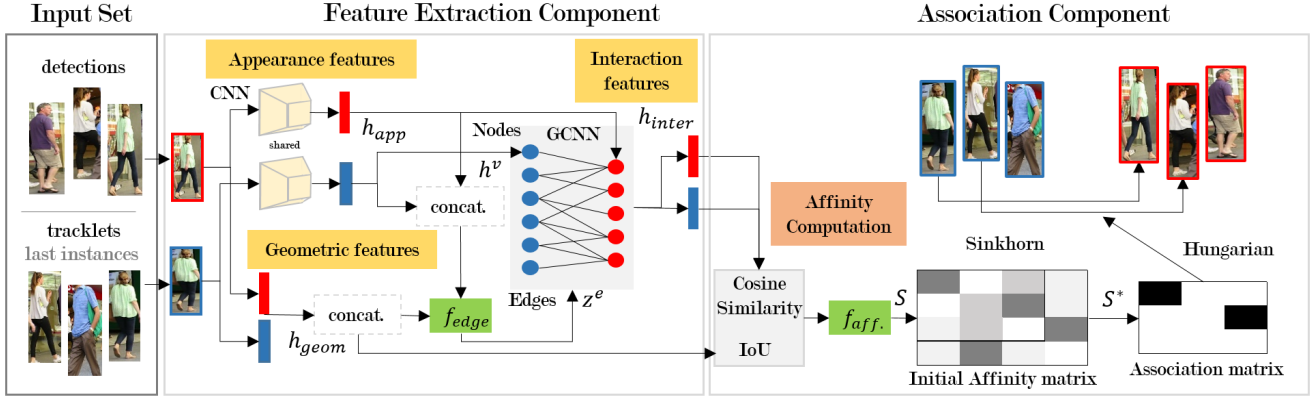 Input Set
Feature Extraction Component
Association Component
detections
tracklets
last instances
Appearance features
CNN
shared
h_app
Nodes
h^v
concat.
GCNN
Interaction
features
h_inter
Geometric features
concat.
h_geom
f_edge
Edges
z^e
Affinity
Computation
Cosine
Similarity
IoU
f_aff.
S
Sinkhorn
Initial Affinity matrix
S*
Hungarian
Association matrix